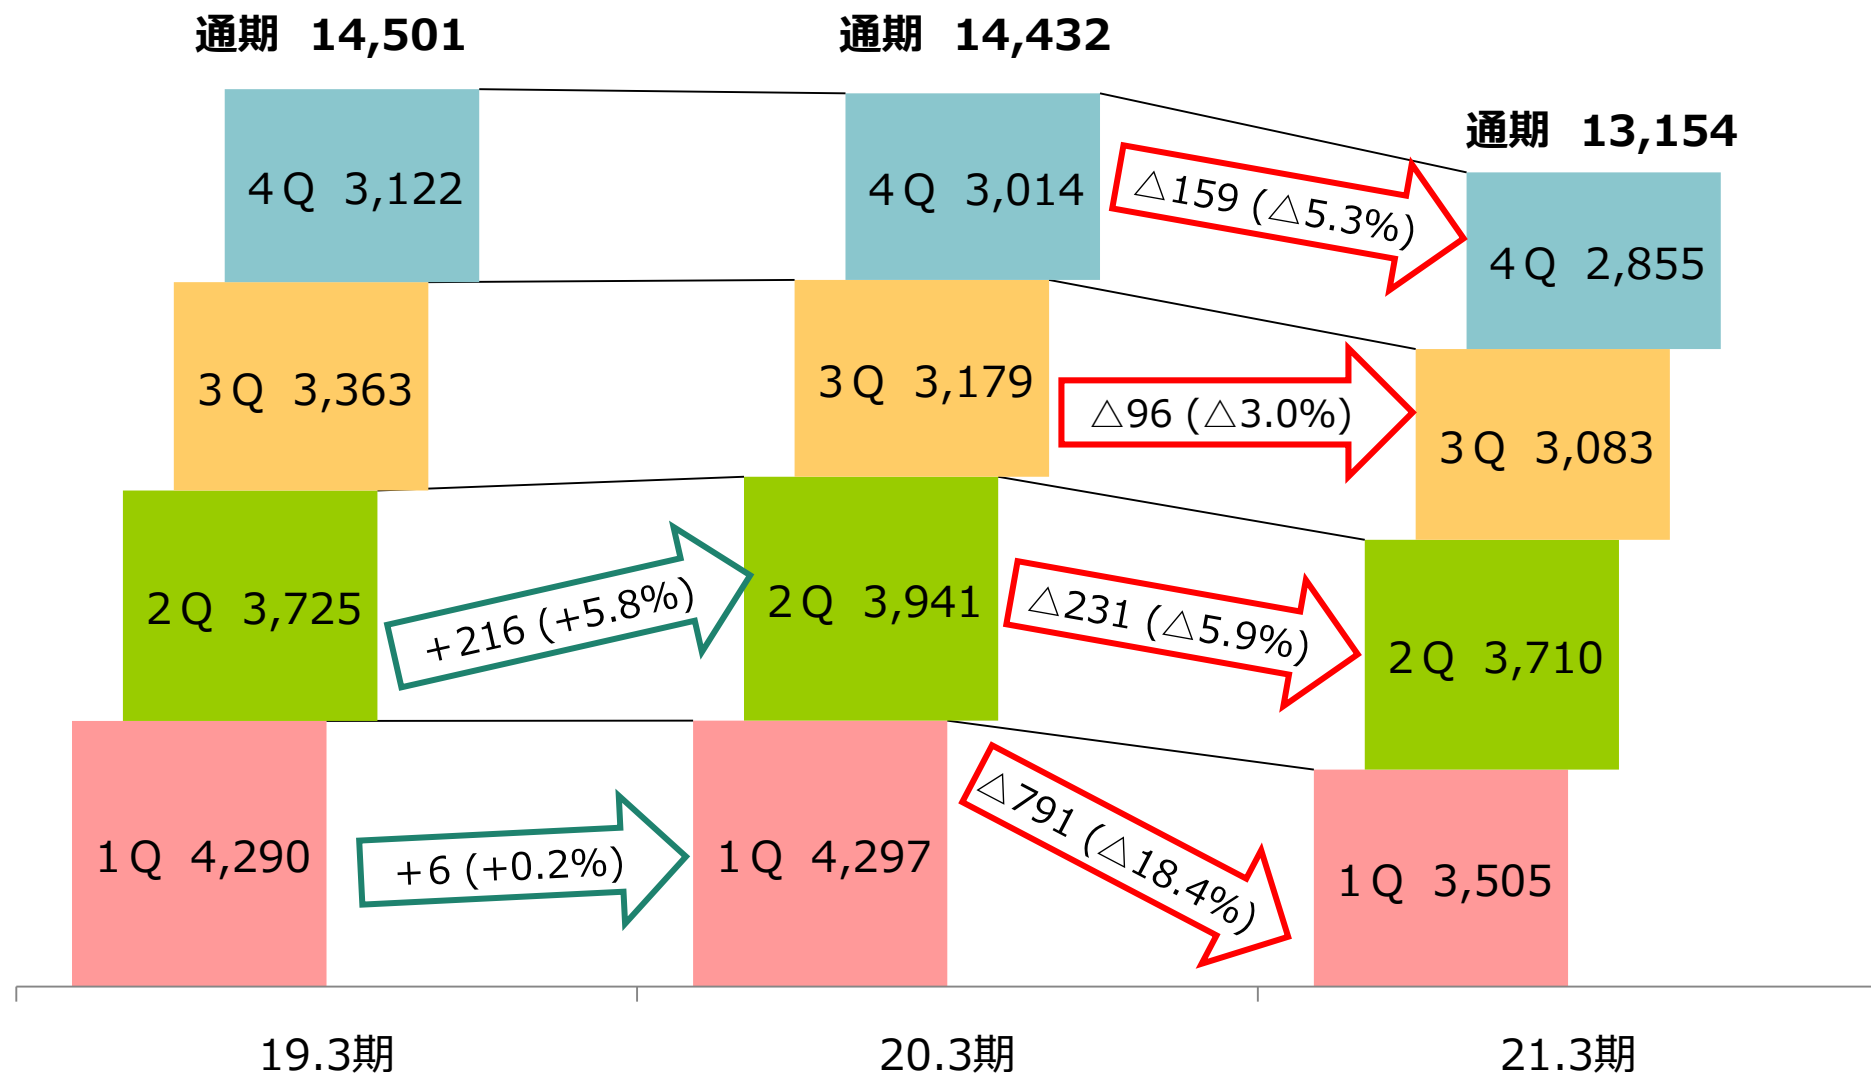 通期 14,501
通期 14,432
通期 13,154
4Q 3,122
4Q 3,014
△159 (△5.3%)
4Q 2,855
3Q 3,363
3Q 3,179
△96 (△3.0%)
3Q 3,083
2Q 3,725
+216 (+5.8%)
2Q 3,941
△231 (△5.9%)
2Q 3,710
1Q 4,290
+6 (+0.2%)
1Q 4,297
△791 (△18.4%)
1Q 3,505
19.3期
20.3期
21.3期